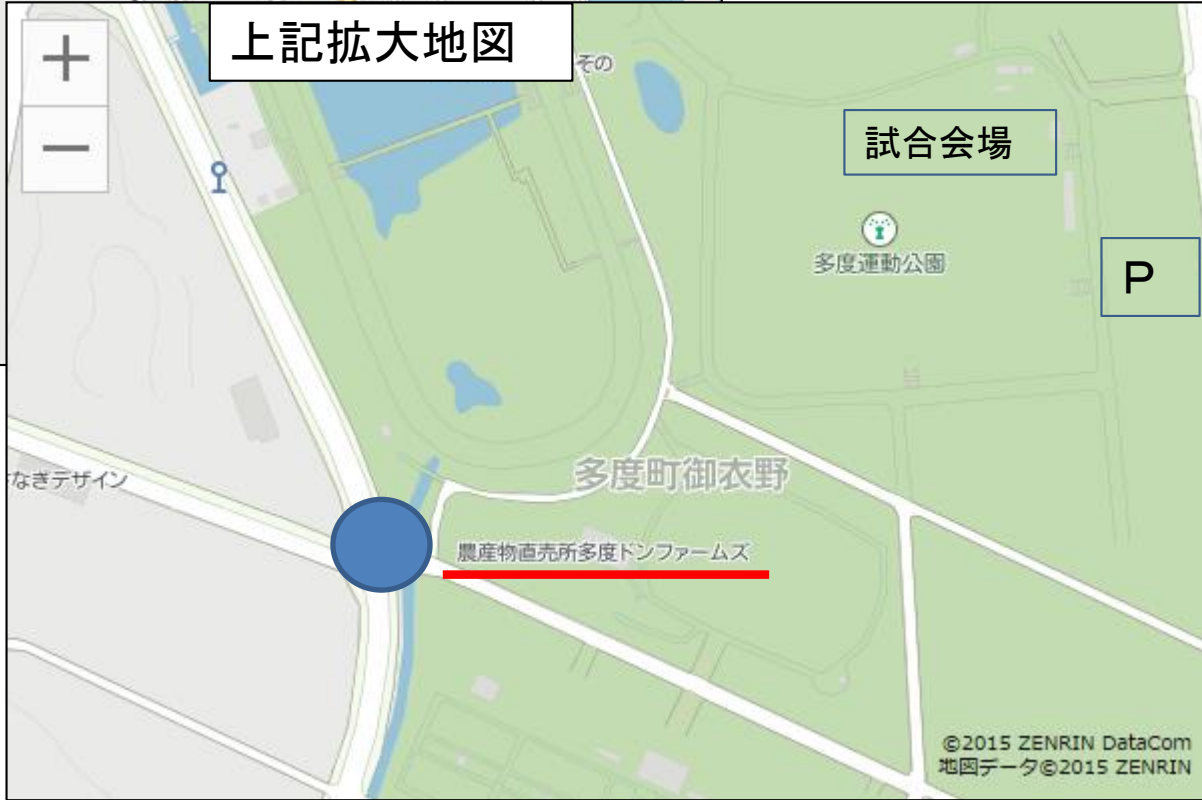 上記拡大地図
その
試合会場
多度運動公園
P
なぎデザイン
多度町御衣野
農産物直売所多度ドンファームズ
©2015 ZENRIN DataCom
地図データ©2015 ZENRIN